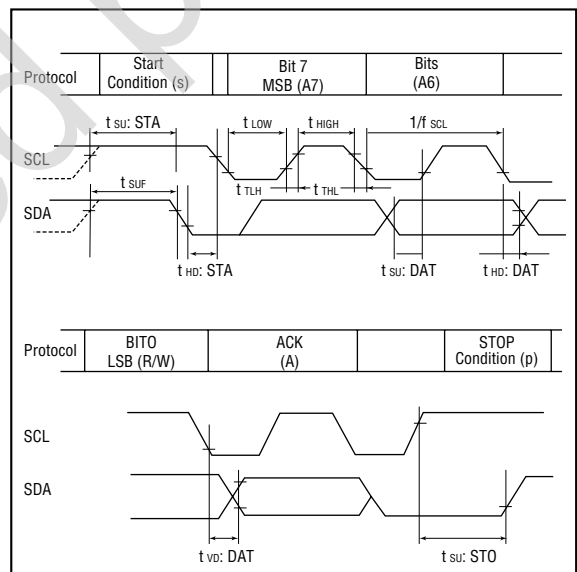 Protocol
Start
Condition (s)
Bit 7
MSB (A7)
Bits
(A6)
t SU: STA
t LOW
t HIGH
1/f SCL
SCL
t SUF
t TLH
t THL
SDA
t HD: STA
t SU: DAT
t HD: DAT
Protocol
BITO
LSB (R/W)
ACK
(A)
STOP
Condition (p)
SCL
SDA
t VD: DAT
t SU: STO